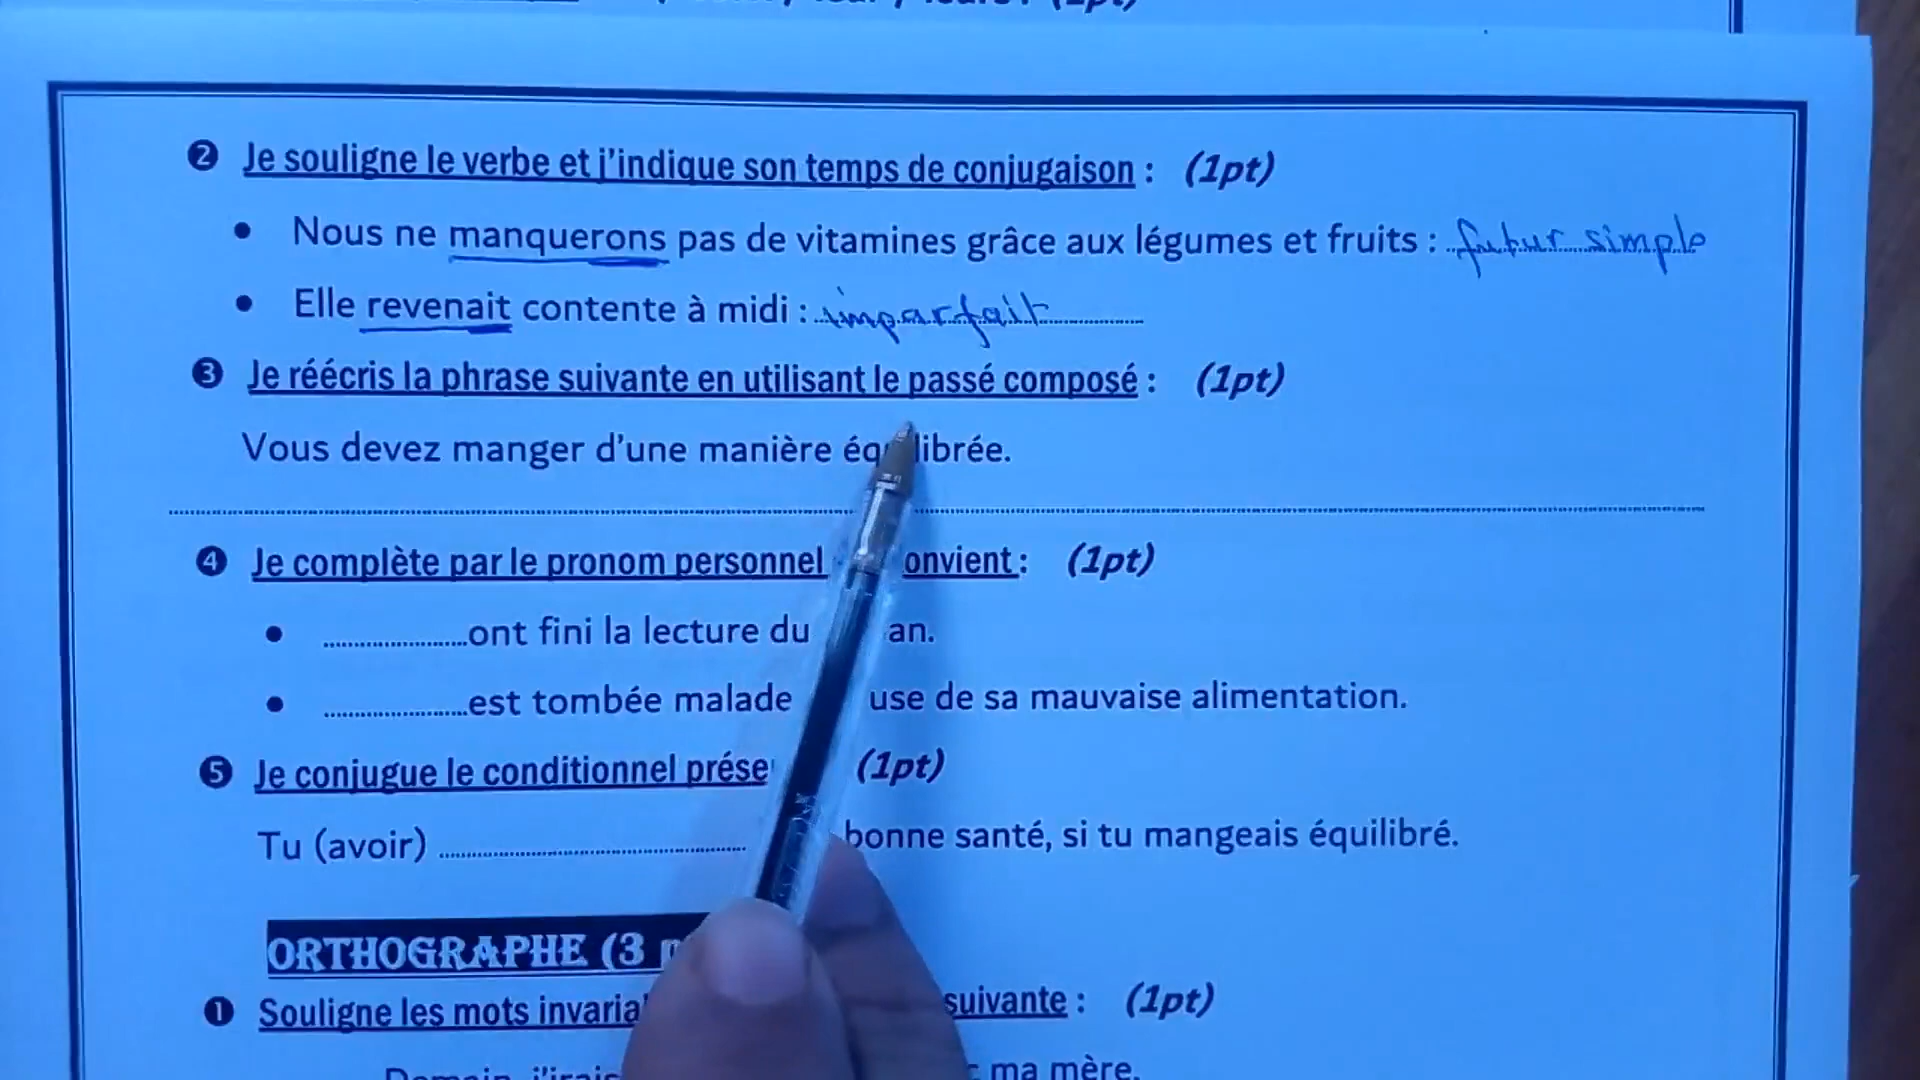 (1pt)
❷ Je souligne le verbe et j'indique son temps de conjugaison : (1pt)
• Nous ne manquerons pas de vitamines grâce aux légumes et fruits : futur simple
• Elle revenait contente à midi : imparfait
❸ Je réécris la phrase suivante en utilisant le passé composé : (1pt)
Vous devez manger d'une manière équilibrée.
❹ Je complète par le pronom personnel onvient : (1pt)
• ........................ont fini la lecture du an.
• ........................est tombée malade use de sa mauvaise alimentation.
❺ Je conjugue le conditionnel prése (1pt)
Tu (avoir) ........................ bonne santé, si tu mangeais équilibré.
ORTHOGRAPHE (3
❶ Souligne les mots invaria suivante : (1pt)
Demain, j'irais ma mère.